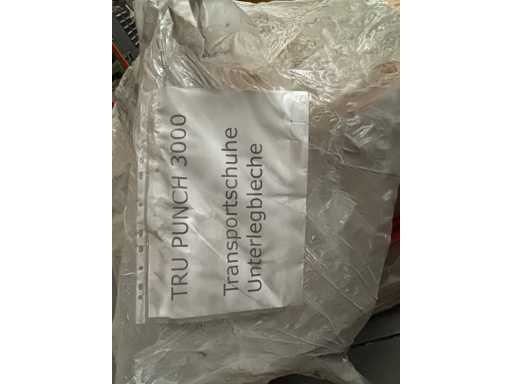 TRU PUNCH 3000
Transportschuhe
Unterlegbleche